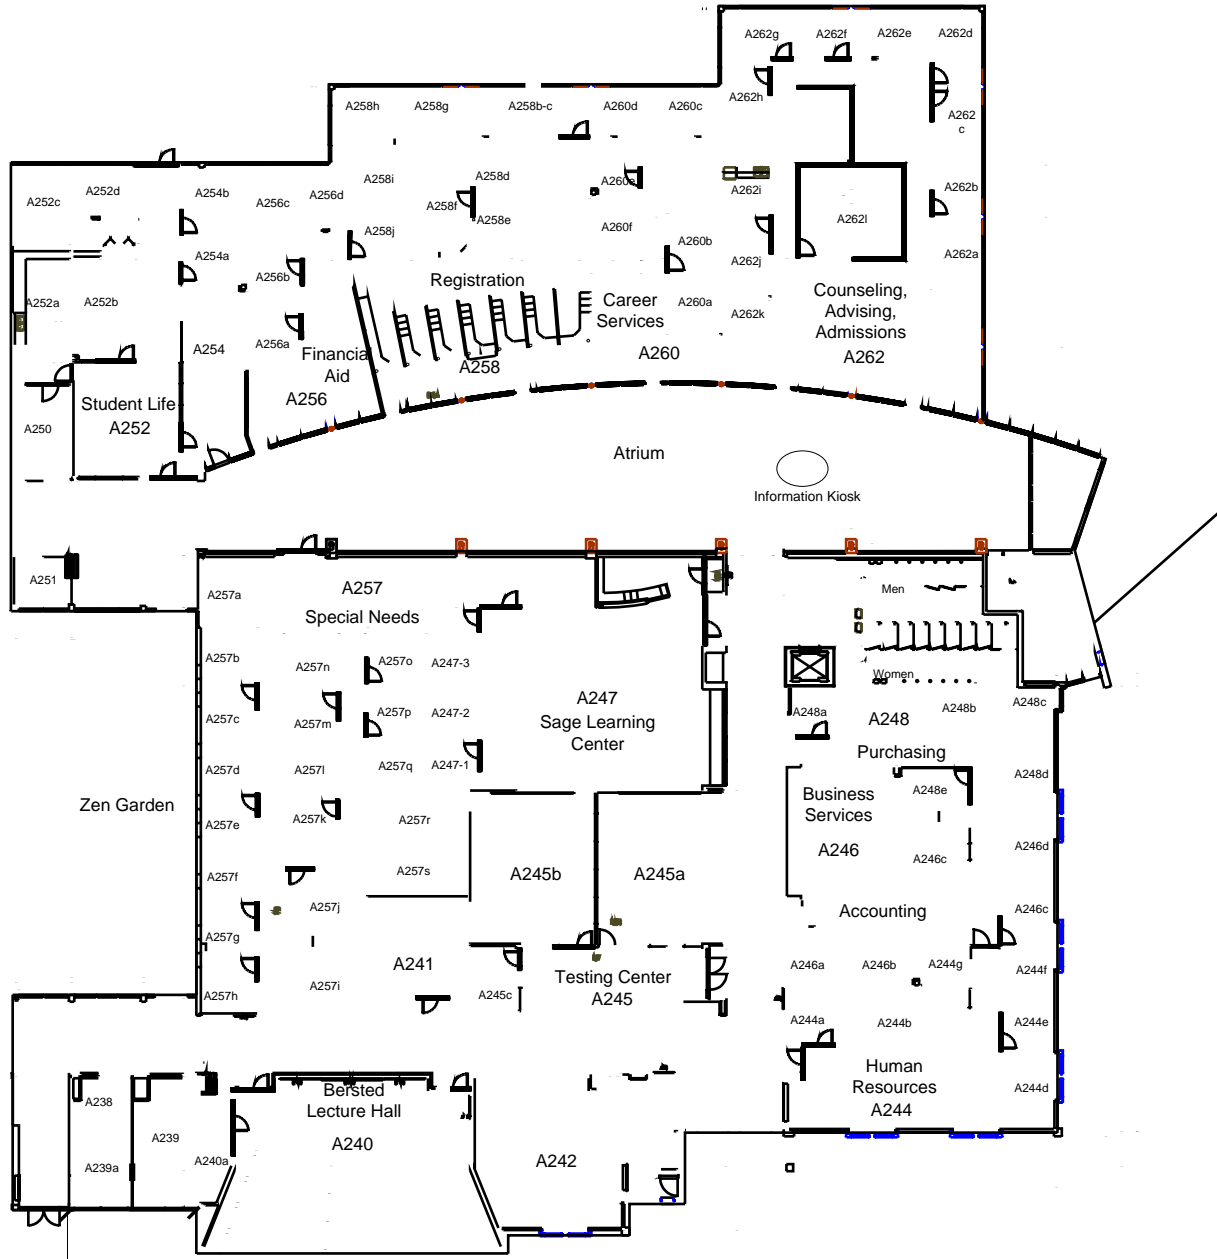 A262g A262f A262e A262d
A258h A258g A258b-c A260d A260c A262h
A262
c
A252c A252d A254b A256c A256d A258i A258f A258d A258e A260e A260f A262i A262l A262b
A254a A256b A258j A260b A262j A262a
A252a A252b A254 A256a A260a A262k
Registration
A258
Career
Services
A260
Counseling,
Advising,
Admissions
A262
Financial
Aid
A256
Student Life
A252
A250
Atrium
Information Kiosk
A251
A257
Special Needs
A257a
A257b A257n A257o A247-3
A257c A257m A257p A247-2
A257d A257l A257q A247-1
A257e A257k A257r
A257f A257s
A257g A257j
A257h A257i
A247
Sage Learning
Center
Zen Garden
Men
Women
A248a A248 A248b A248c
Purchasing
A248d
A248e
Business
Services
A246
A246c A246d
Accounting
A246c
A246a A246b A244g A244f
A244a A244b A244e
Human
Resources
A244
A244d
A245b A245a
A241
A245c
Testing Center
A245
A238
A239
A239a
A240a
Bersted
Lecture Hall
A240
A242